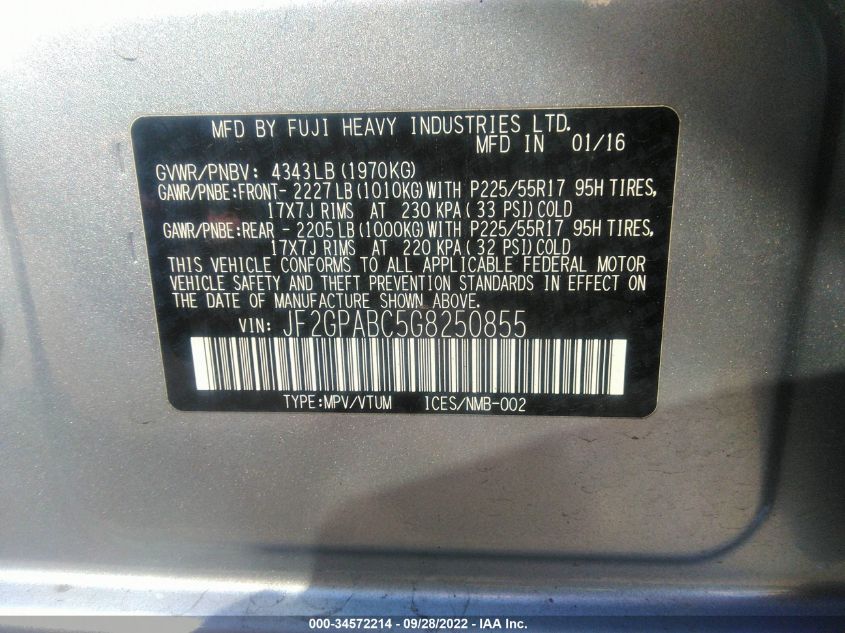 MFD BY FUJI HEAVY INDUSTRIES LTD.
MFD IN 01/16
GVWR/PNBV: 4343LB (1970KG)
GAWR/PNBE:FRONT- 2227LB (1010KG) WITH P225/55R17 95H TIRES,
17X7J RIMS AT 230 KPA ( 33 PSI) COLD
GAWR/PNBE:REAR - 2205LB (1000KG) WITH P225/55R17 95H TIRES,
17X7J RIMS AT 220 KPA ( 32 PSI) COLD
THIS VEHICLE CONFORMS TO ALL APPLICABLE FEDERAL MOTOR
VEHICLE SAFETY AND THEFT PREVENTION STANDARDS IN EFFECT ON
THE DATE OF MANUFACTURE SHOWN ABOVE.
VIN: JF2GPABC5G8250855
TYPE:MPV/VTUM ICES/NMB-002
000-34572214 - 09/28/2022 - IAA Inc.